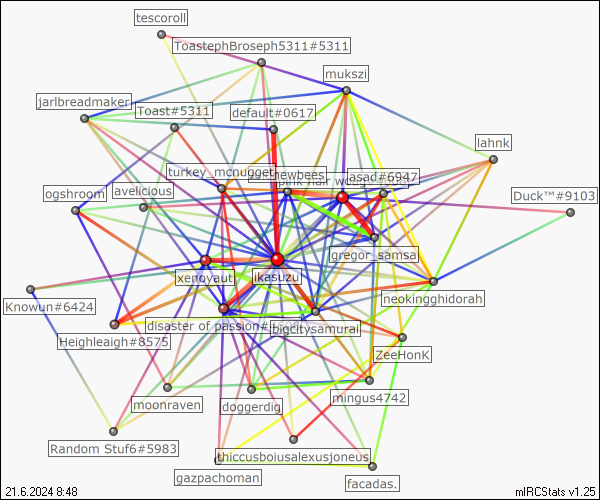 tescoroll
ToastephBroseph5311#5311
mukszi
jarlbreadmaker
Toast#5311
default#0617
lahnk
turkey_mcnugget
newbees
asad#6947
ogshroom
avelicious
Duck™#9103
gregor_samsa
xenoyaut
ikasuzu
neokingghidorah
Knowun#6424
disaster of passion#
bigcitysamurai
Heighleigh#8575
ZeeHonK
moonraven
doggerdig
mingus4742
Random Stuf6#5983
thiccusboiusalexusjoneus
gazpachoman
facadas.
21.6.2024 8:48
mIRCStats v1.25